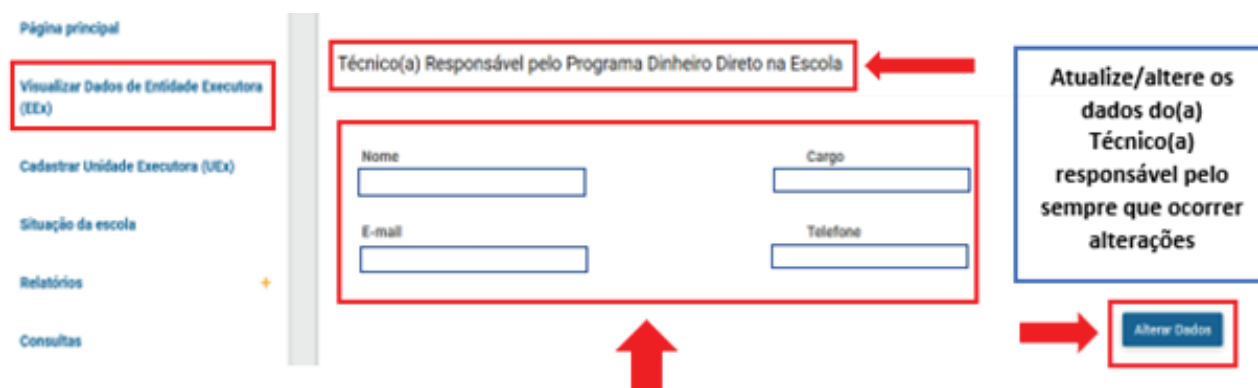 Página principal
Visualizar Dados de Entidade Executora
(EEx)
Cadastrar Unidade Executora (UEx)
Situação da escola
Relatórios +
Consultas
Técnico(a) Responsável pelo Programa Dinheiro Direto na Escola
Nome
Cargo
E-mail
Telefone
Atualize/altere os
dados do(a)
Técnico(a)
responsável pelo
sempre que ocorrer
alterações
Alterar Dados